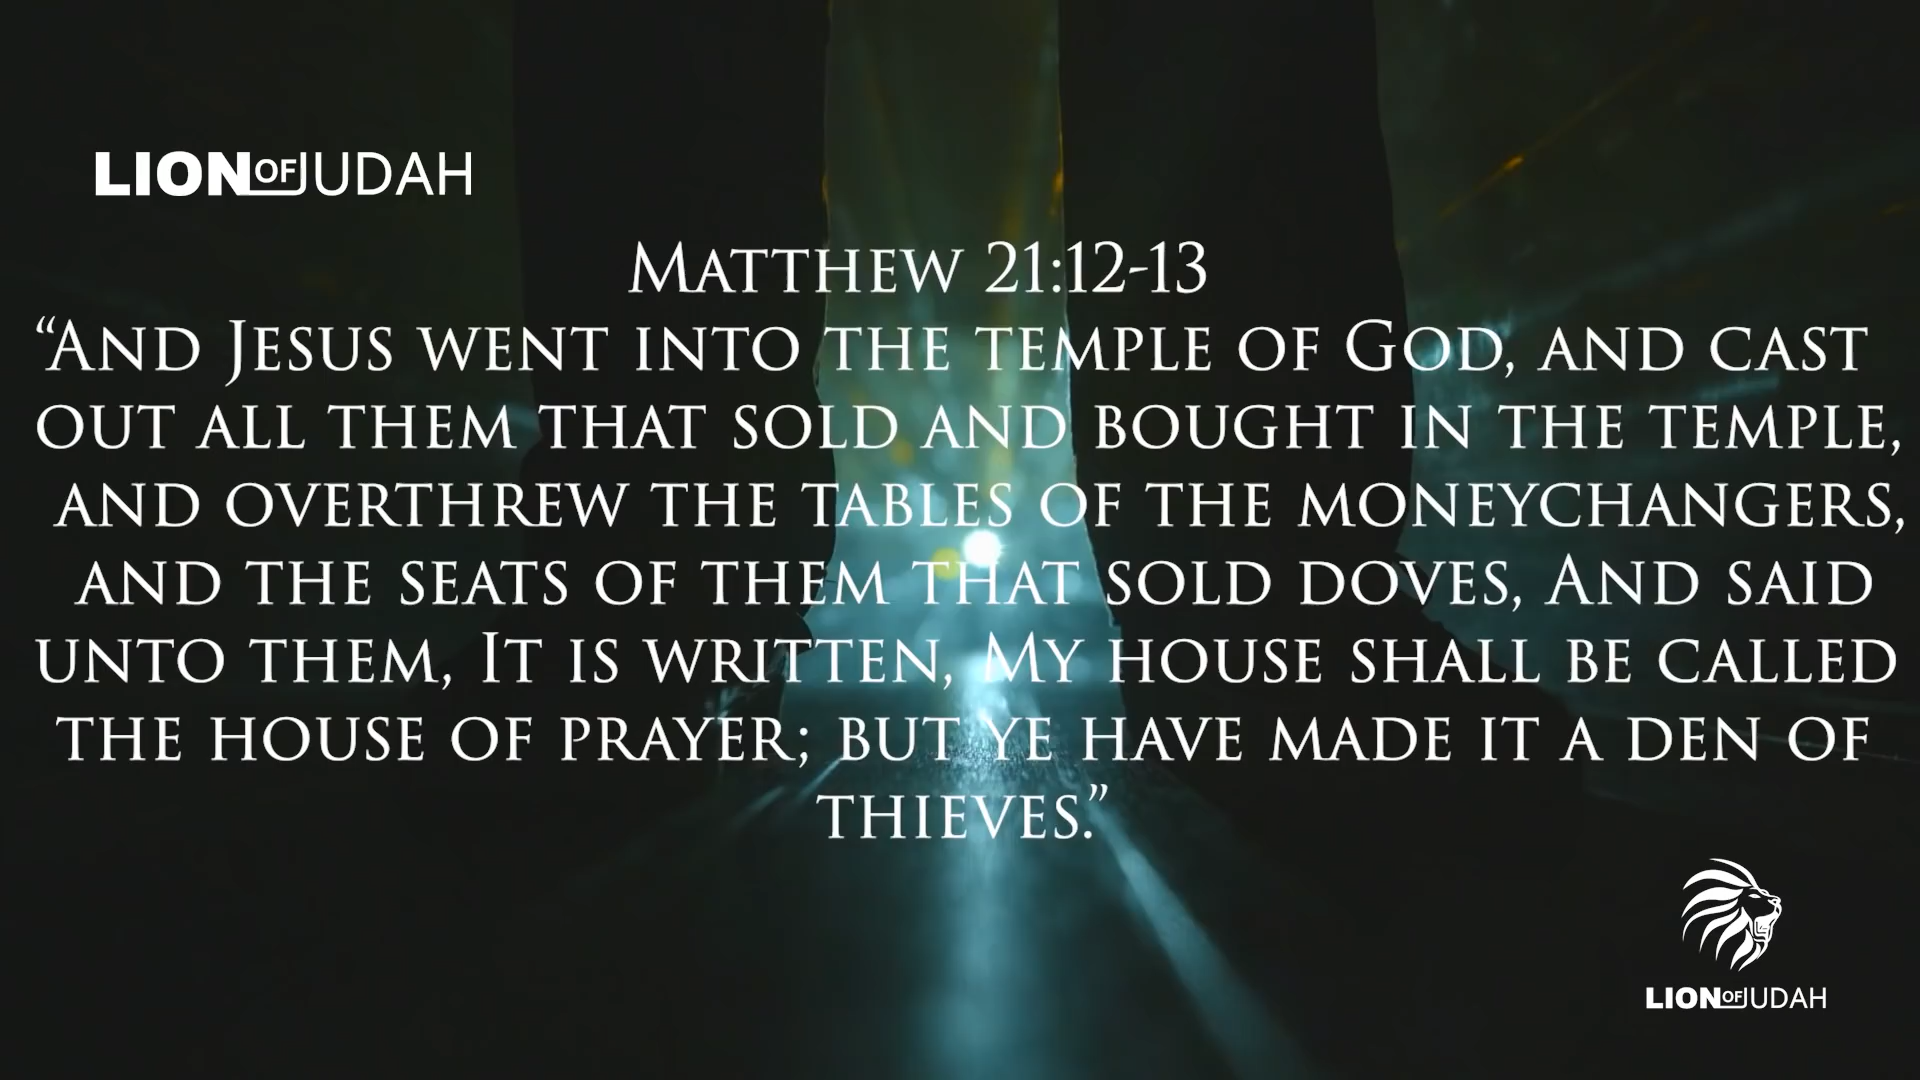 LION OF JUDAH
Matthew 21:12-13
“And Jesus went into the temple of God, and cast
out all them that sold and bought in the temple,
and overthrew the tables of the moneychangers,
and the seats of them that sold doves, And said
unto them, It is written, My house shall be called
the house of prayer; but ye have made it a den of
thieves.”
LION OF JUDAH